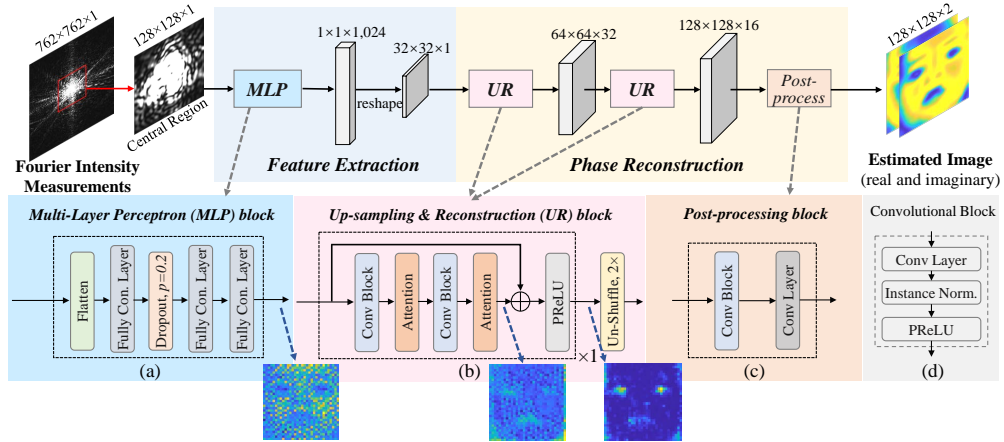 762×762×1
128×128×1
Central Region
Fourier Intensity
Measurements
MLP
1×1×1,024
reshape
32×32×1
Feature Extraction
UR
64×64×32
UR
128×128×16
Post-
process
Phase Reconstruction
128×128×2
Estimated Image
(real and imaginary)
Multi-Layer Perceptron (MLP) block
Flatten
Fully Con. Layer
Dropout, p=0.2
Fully Con. Layer
Fully Con. Layer
(a)
Up-sampling & Reconstruction (UR) block
Conv Block
Attention
Conv Block
Attention
PReLU
×1
Un-Shuffle, 2×
(b)
Post-processing block
Conv Block
Conv Layer
(c)
Convolutional Block
Conv Layer
Instance Norm.
PReLU
(d)